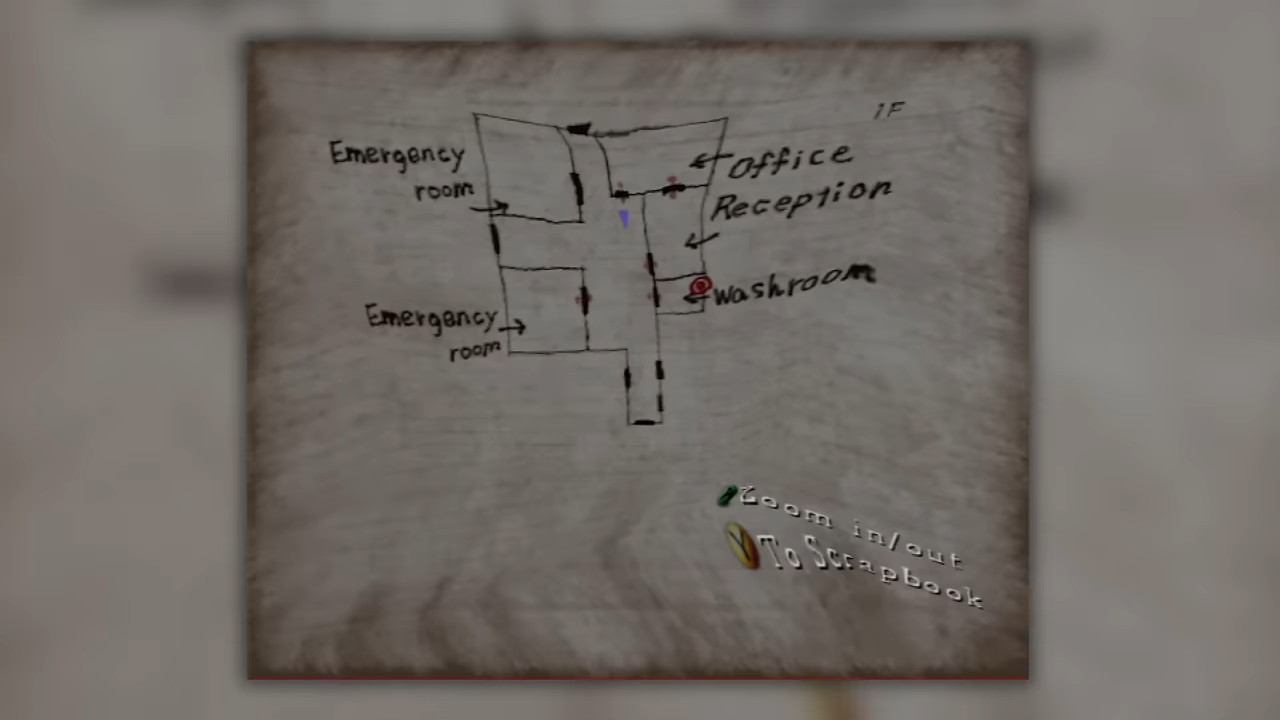 1F
Emergency
room
Office
Reception
Washroom
Emergency
room
Zoom in/out
Y To Scrapbook